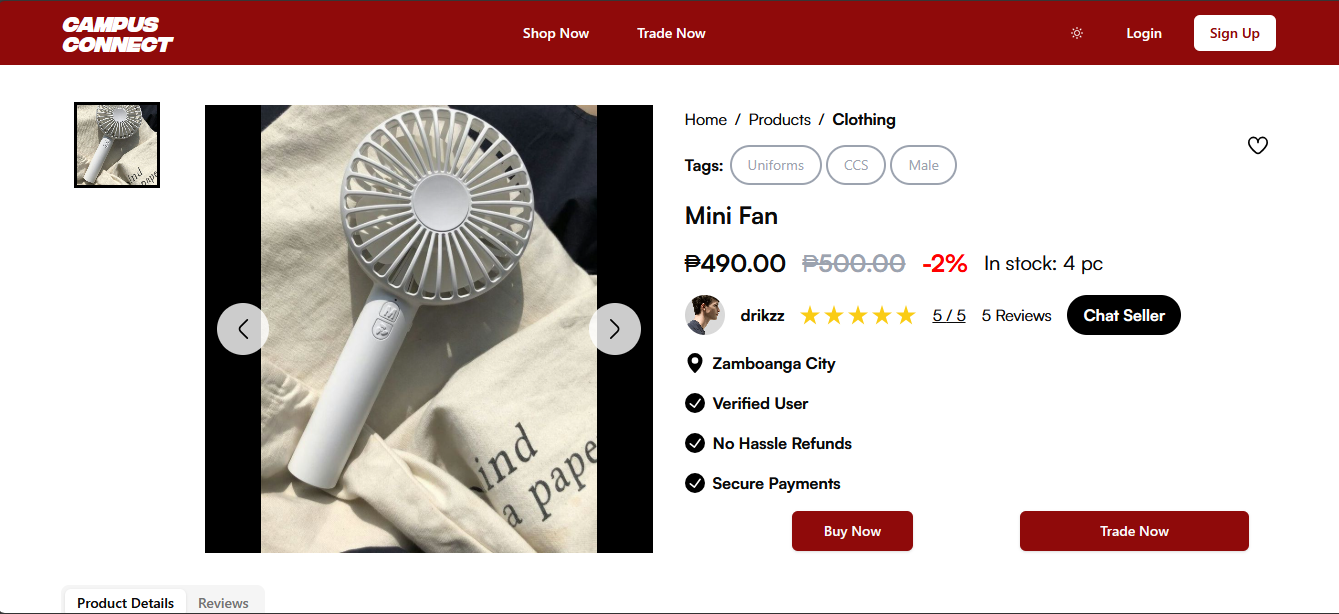 CAMPUS
CONNECT
Shop Now
Trade Now
Login
Sign Up
Home / Products / Clothing
Tags: Uniforms CCS Male
Mini Fan
₱490.00 ₱500.00 -2% In stock: 4 pc
drikzz 5 / 5 5 Reviews Chat Seller
Zamboanga City
Verified User
No Hassle Refunds
Secure Payments
Buy Now
Trade Now
M
ind
a pape
Product Details
Reviews